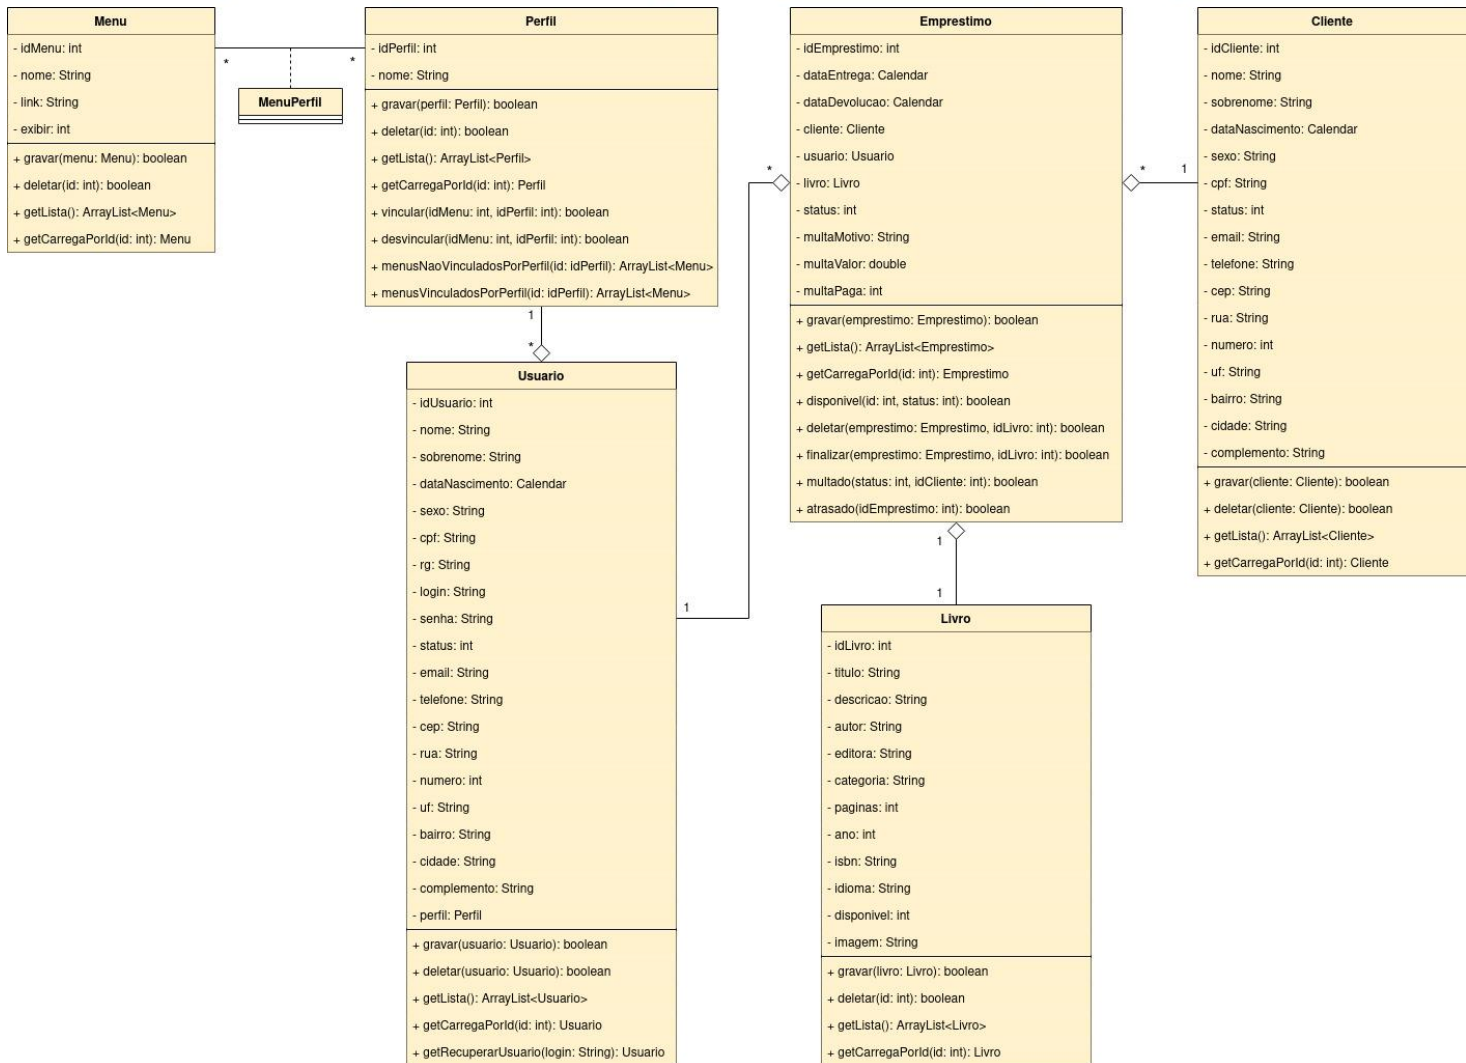 Menu
- idMenu: int
- nome: String
- link: String
- exibir: int
+ gravar(menu: Menu): boolean
+ deletar(id: int): boolean
+ getLista(): ArrayList<Menu>
+ getCarregaPorId(id: int): Menu
*
*
MenuPerfil
Perfil
- idPerfil: int
- nome: String
+ gravar(perfil: Perfil): boolean
+ deletar(id: int): boolean
+ getLista(): ArrayList<Perfil>
+ getCarregaPorId(id: int): Perfil
+ vincular(idMenu: int, idPerfil: int): boolean
+ desvincular(idMenu: int, idPerfil: int): boolean
+ menusNaoVinculadosPorPerfil(id: idPerfil): ArrayList<Menu>
+ menusVinculadosPorPerfil(id: idPerfil): ArrayList<Menu>
1
*
Usuario
- idUsuario: int
- nome: String
- sobrenome: String
- dataNascimento: Calendar
- sexo: String
- cpf: String
- rg: String
- login: String
- senha: String
- status: int
- email: String
- telefone: String
- cep: String
- rua: String
- numero: int
- uf: String
- bairro: String
- cidade: String
- complemento: String
- perfil: Perfil
+ gravar(usuario: Usuario): boolean
+ deletar(usuario: Usuario): boolean
+ getLista(): ArrayList<Usuario>
+ getCarregaPorId(id: int): Usuario
+ getRecuperarUsuario(login: String): Usuario
1
*
Emprestimo
- idEmprestimo: int
- dataEntrega: Calendar
- dataDevolucao: Calendar
- cliente: Cliente
- usuario: Usuario
- livro: Livro
- status: int
- multaMotivo: String
- multaValor: double
- multaPaga: int
+ gravar(emprestimo: Emprestimo): boolean
+ getLista(): ArrayList<Emprestimo>
+ getCarregaPorId(id: int): Emprestimo
+ disponivel(id: int, status: int): boolean
+ deletar(emprestimo: Emprestimo, idLivro: int): boolean
+ finalizar(emprestimo: Emprestimo, idLivro: int): boolean
+ multado(status: int, idCliente: int): boolean
+ atrasado(idEmprestimo: int): boolean
1
1
Livro
- idLivro: int
- titulo: String
- descricao: String
- autor: String
- editora: String
- categoria: String
- paginas: int
- ano: int
- isbn: String
- idioma: String
- disponivel: int
- imagem: String
+ gravar(livro: Livro): boolean
+ deletar(id: int): boolean
+ getLista(): ArrayList<Livro>
+ getCarregaPorId(id: int): Livro
*
1
Cliente
- idCliente: int
- nome: String
- sobrenome: String
- dataNascimento: Calendar
- sexo: String
- cpf: String
- status: int
- email: String
- telefone: String
- cep: String
- rua: String
- numero: int
- uf: String
- bairro: String
- cidade: String
- complemento: String
+ gravar(cliente: Cliente): boolean
+ deletar(cliente: Cliente): boolean
+ getLista(): ArrayList<Cliente>
+ getCarregaPorId(id: int): Cliente